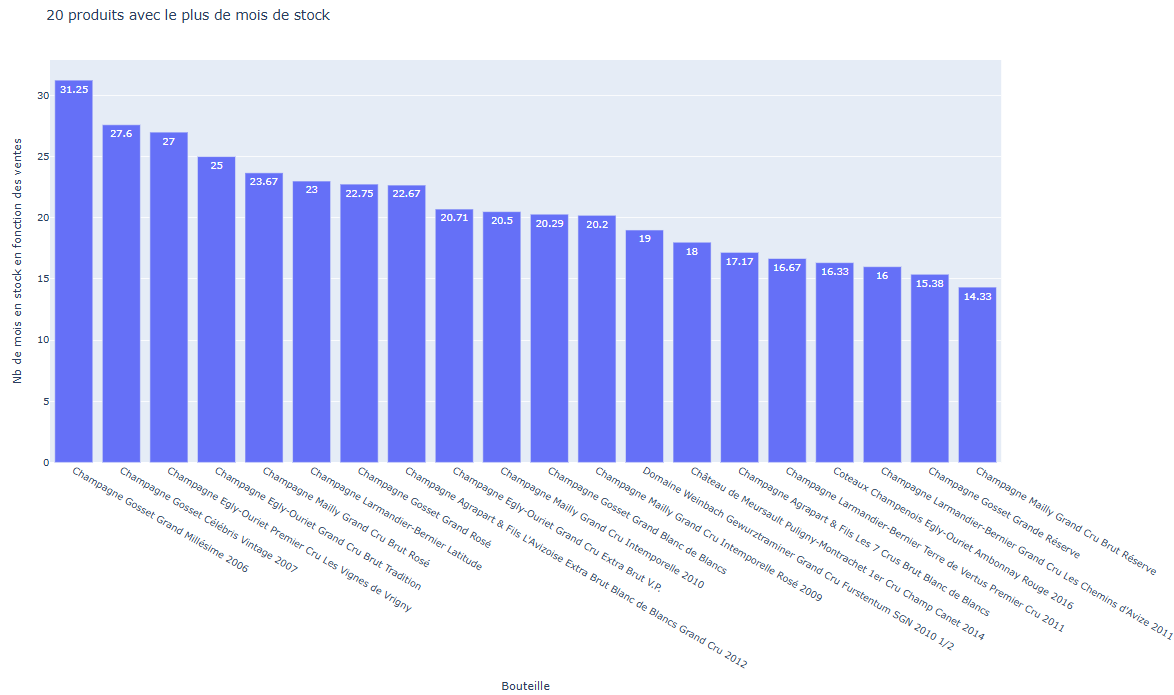 20 produits avec le plus de mois de stock
Nb de mois en stock en fonction des ventes
30
25
20
15
10
5
0
31.25
27.6
27
25
23.67
23
22.75
22.67
20.71
20.5
20.29
20.2
19
18
17.17
16.67
16.33
16
15.38
14.33
Champagne Gosset Grand Millésime 2006
Champagne Gosset Célébris Vintage 2007
Champagne Egly-Ouriet Premier Cru Les Vignes de Vrigny
Champagne Egly-Ouriet Grand Cru Brut Tradition
Champagne Mailly Grand Cru Brut Rosé
Champagne Larmandier-Bernier Latitude
Champagne Gosset Grand Rosé
Champagne Agrapart & Fils L'Avizoise Extra Brut Blanc de Blancs Grand Cru 2012
Champagne Egly-Ouriet Grand Cru Extra Brut V.P.
Champagne Mailly Grand Cru Intemporelle 2010
Champagne Gosset Grand Blanc de Blancs
Champagne Mailly Grand Cru Intemporelle Rosé 2009
Domaine Weinbach Gewurztraminer Grand Cru Furstentum SGN 2010 1/2
Château de Meursault Puligny-Montrachet 1er Cru Champ Canet 2014
Champagne Agrapart & Fils Les 7 Crus Brut Blanc de Blancs
Champagne Larmandier-Bernier Terre de Vertus Premier Cru 2011
Coteaux Champenois Egly-Ouriet Ambonnay Rouge 2016
Champagne Larmandier-Bernier Grand Cru Les Chemins d'Avize 2011
Champagne Gosset Grande Réserve
Champagne Mailly Grand Cru Brut Réserve
Bouteille